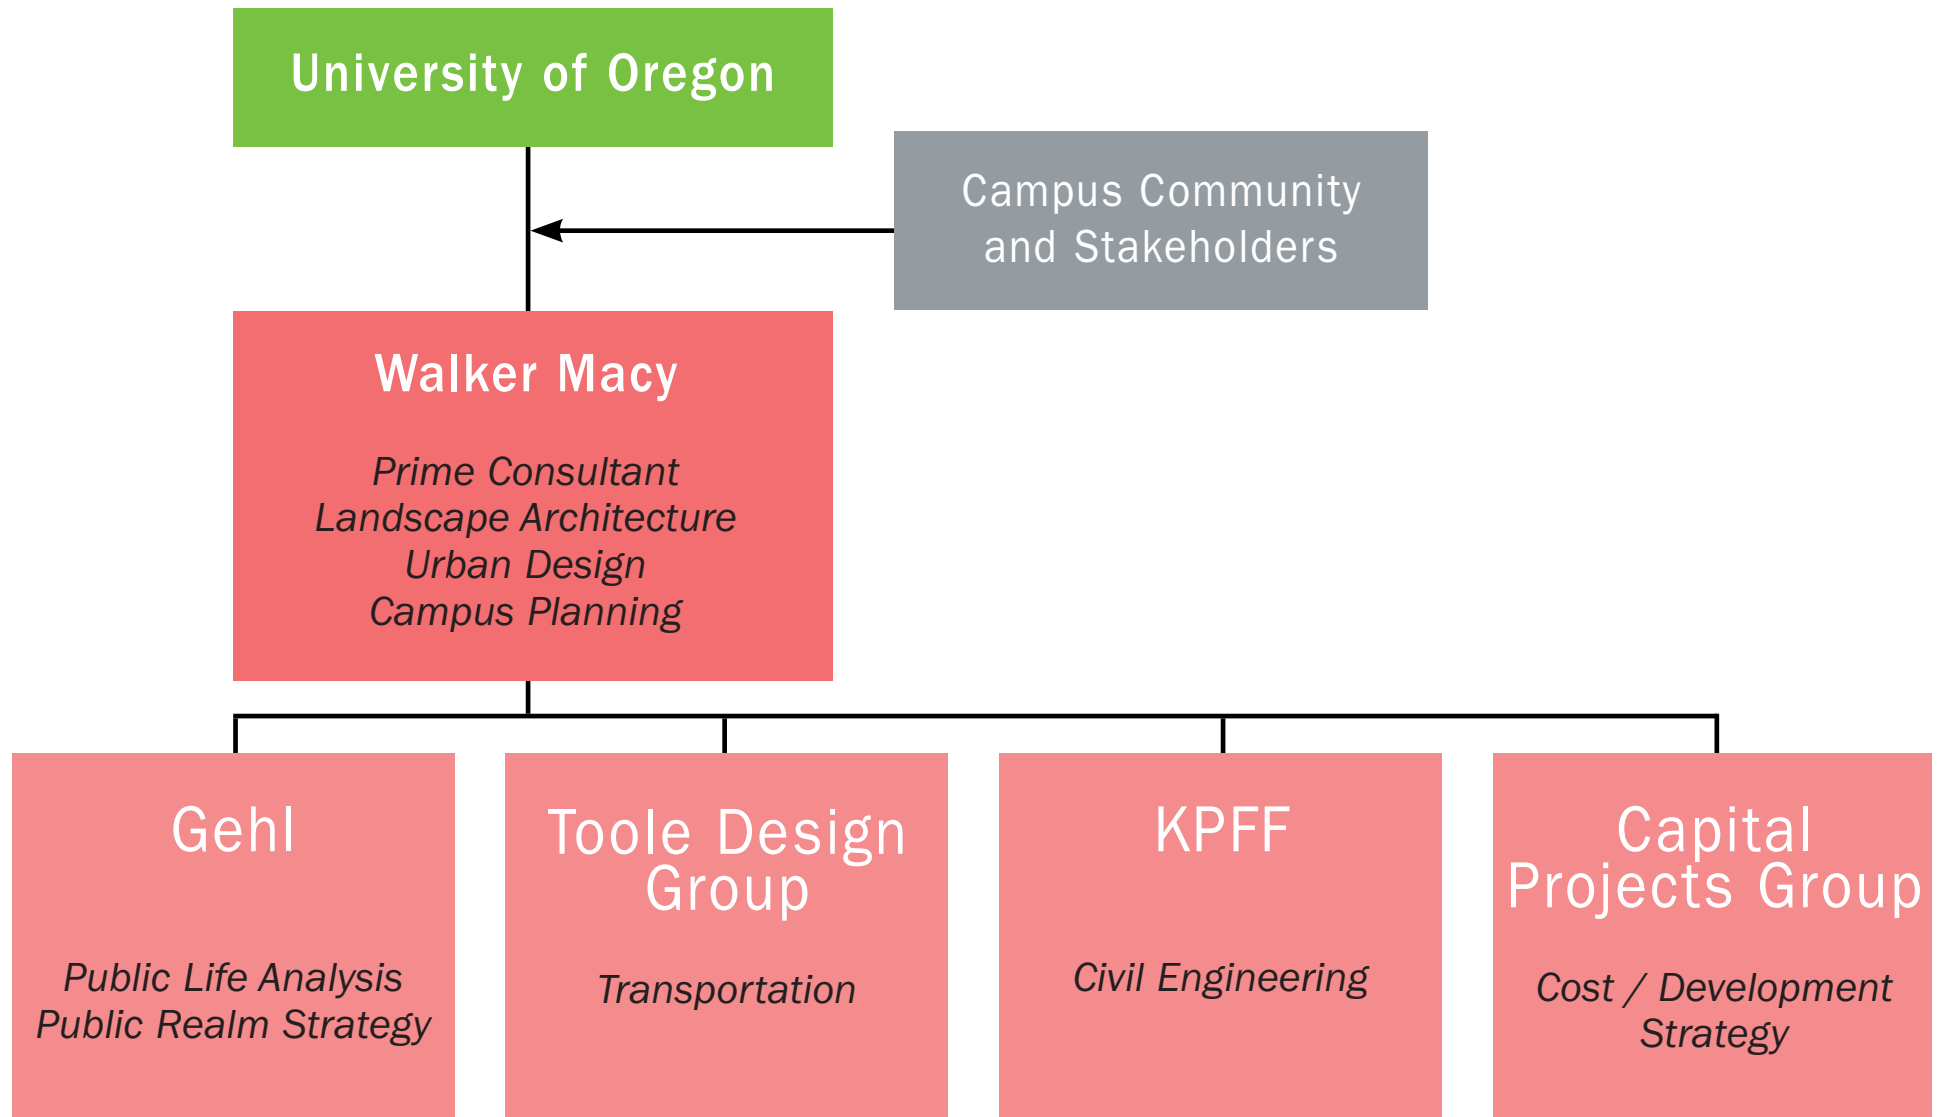 University of Oregon
Campus Community
and Stakeholders
Walker Macy
Prime Consultant
Landscape Architecture
Urban Design
Campus Planning
Gehl
Public Life Analysis
Public Realm Strategy
Toole Design
Group
Transportation
KPFF
Civil Engineering
Capital
Projects Group
Cost / Development
Strategy